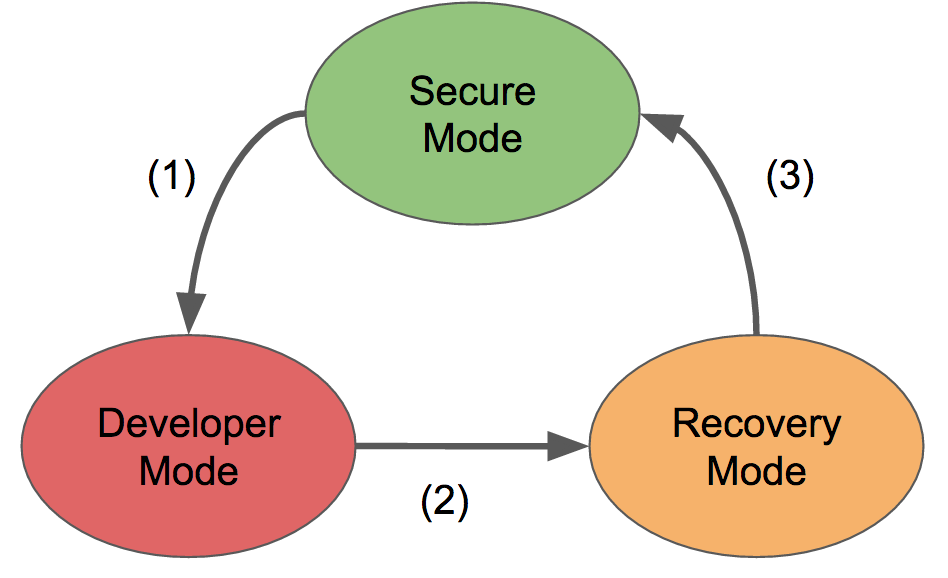 Secure
Mode
(1)
(3)
Developer
Mode
(2)
Recovery
Mode